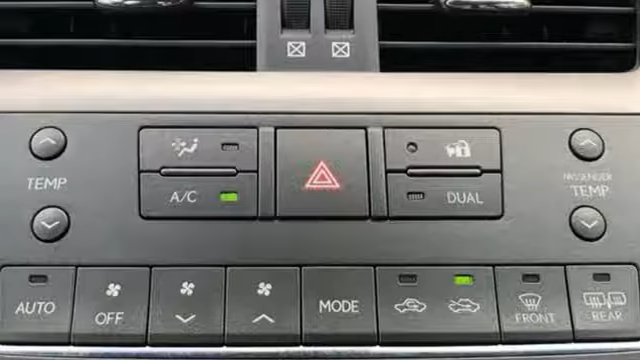 TEMP
A/C
DUAL
PASSENGER
TEMP
AUTO
OFF
MODE
FRONT
REAR